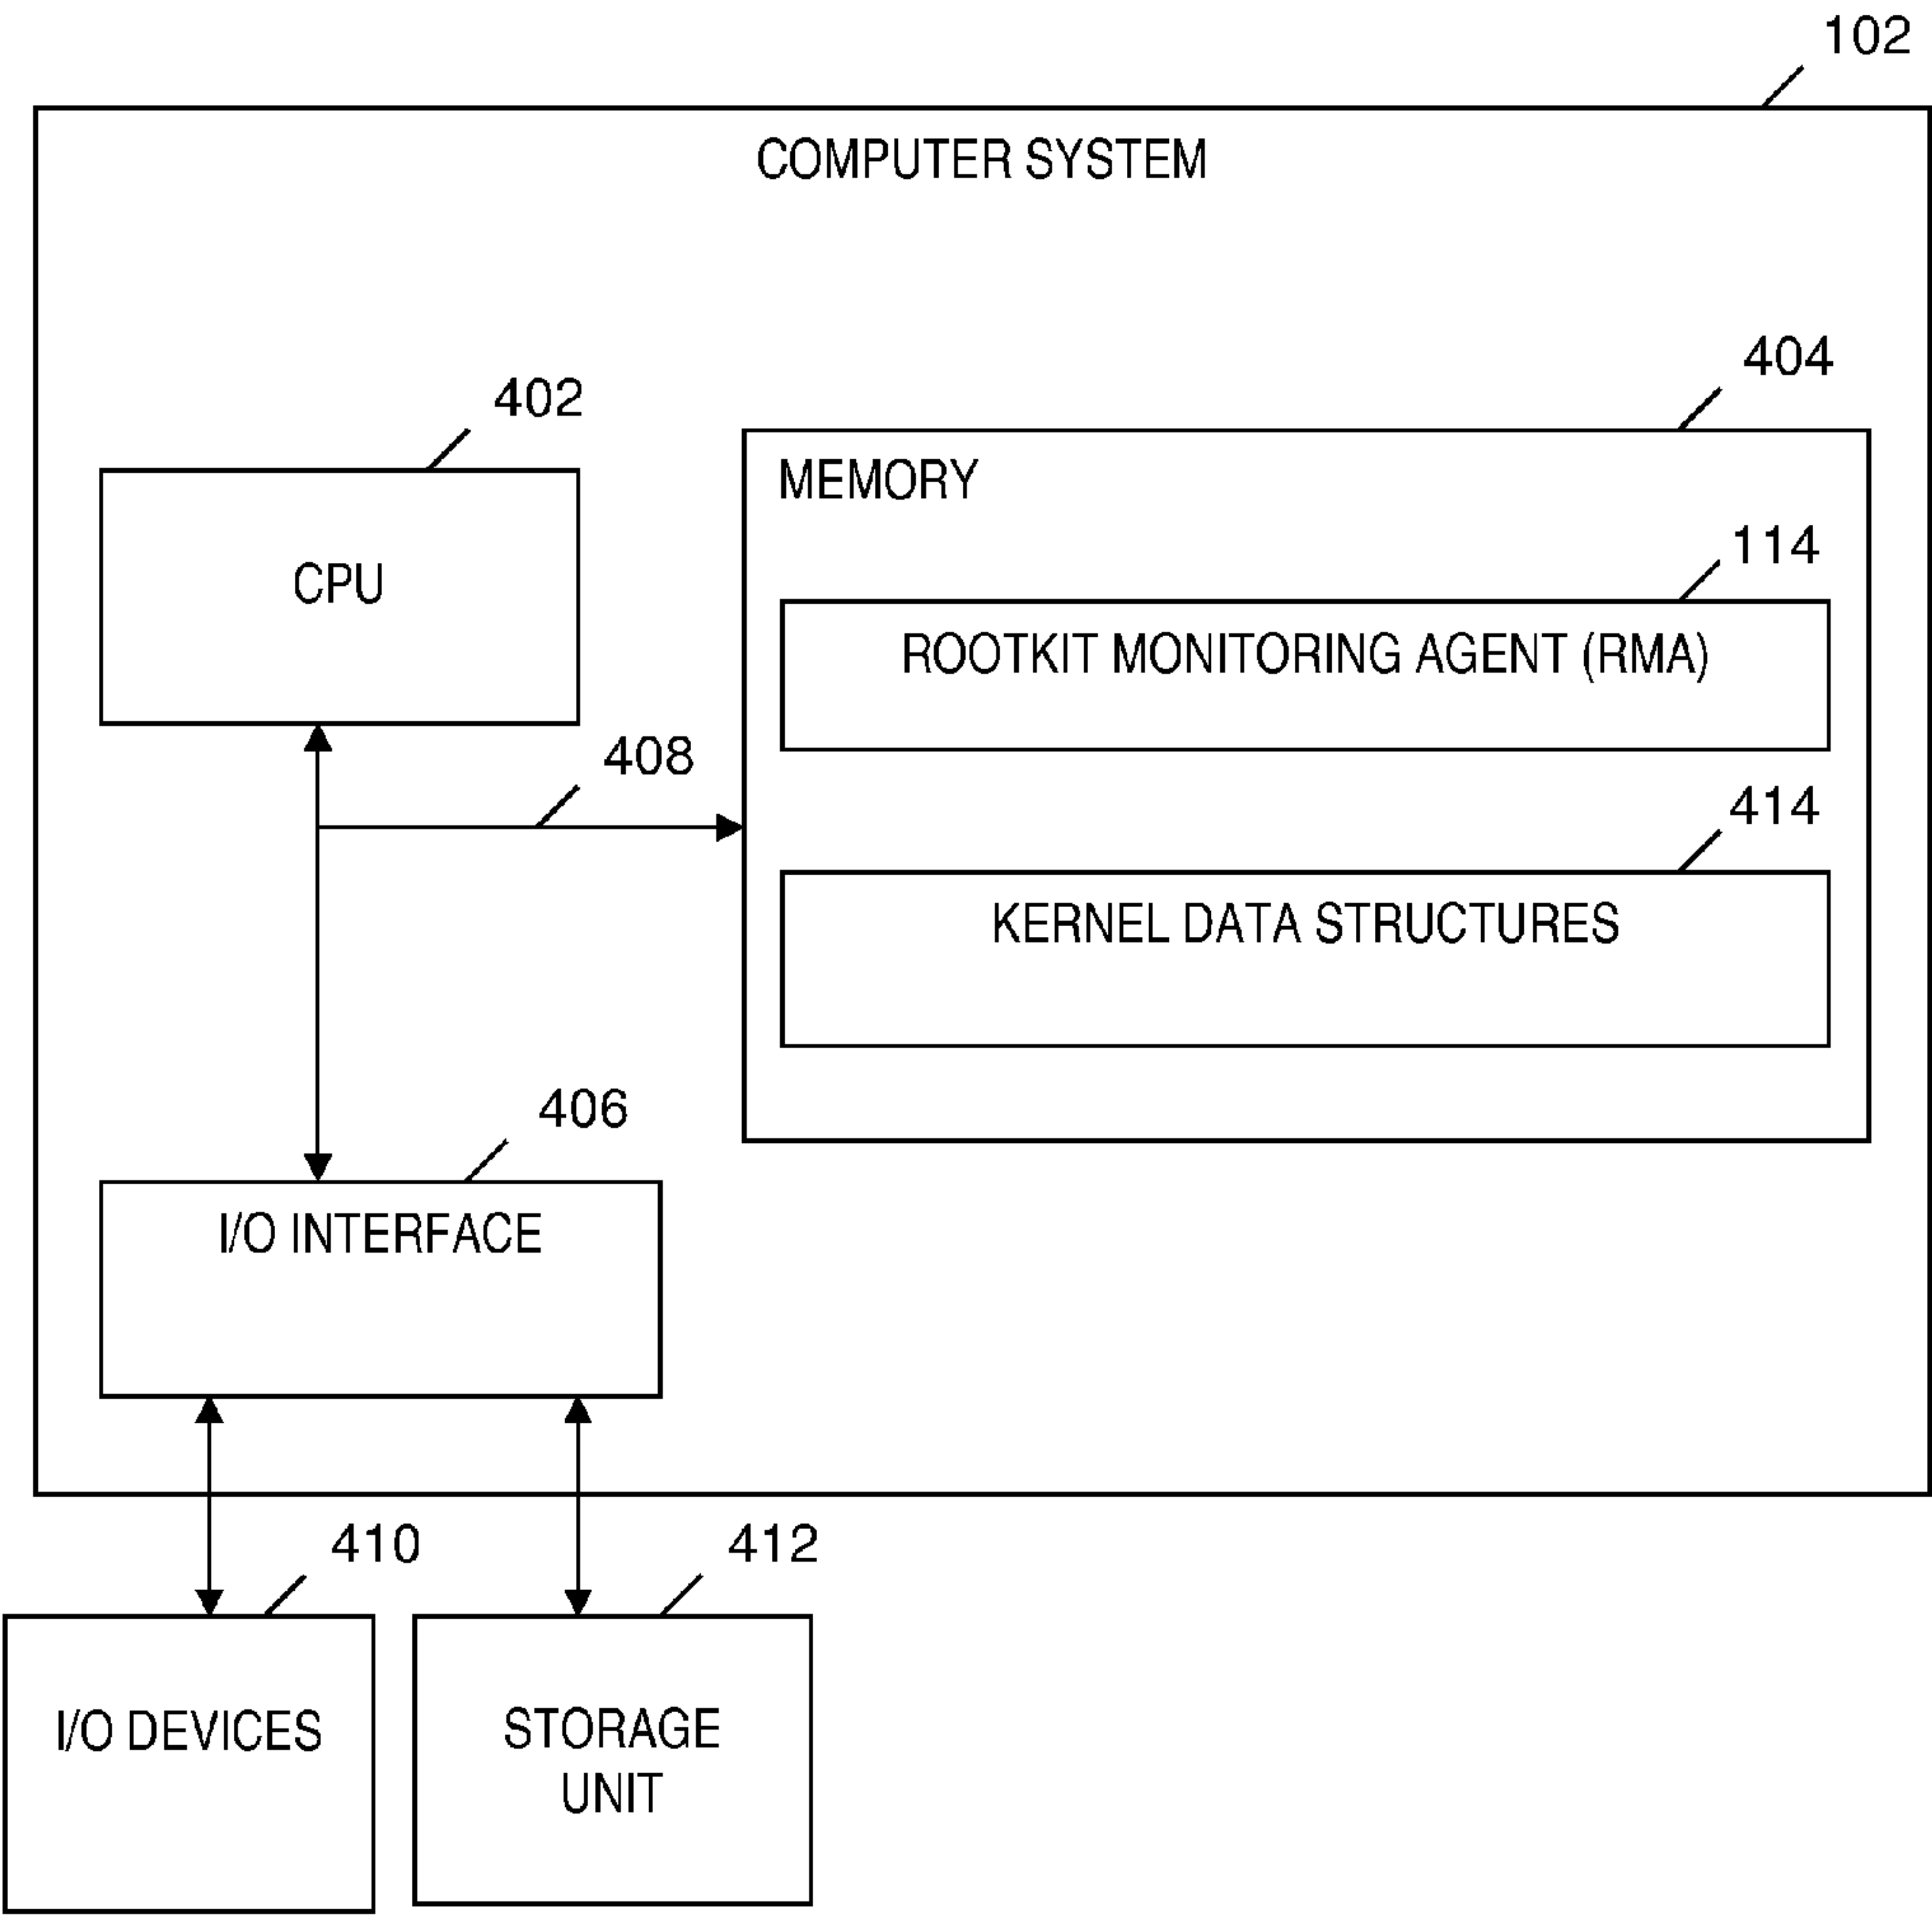 102
COMPUTER SYSTEM
404
402
MEMORY
114
CPU
ROOTKIT MONITORING AGENT (RMA)
408
414
KERNEL DATA STRUCTURES
406
I/O INTERFACE
410
412
I/O DEVICES
STORAGE
UNIT